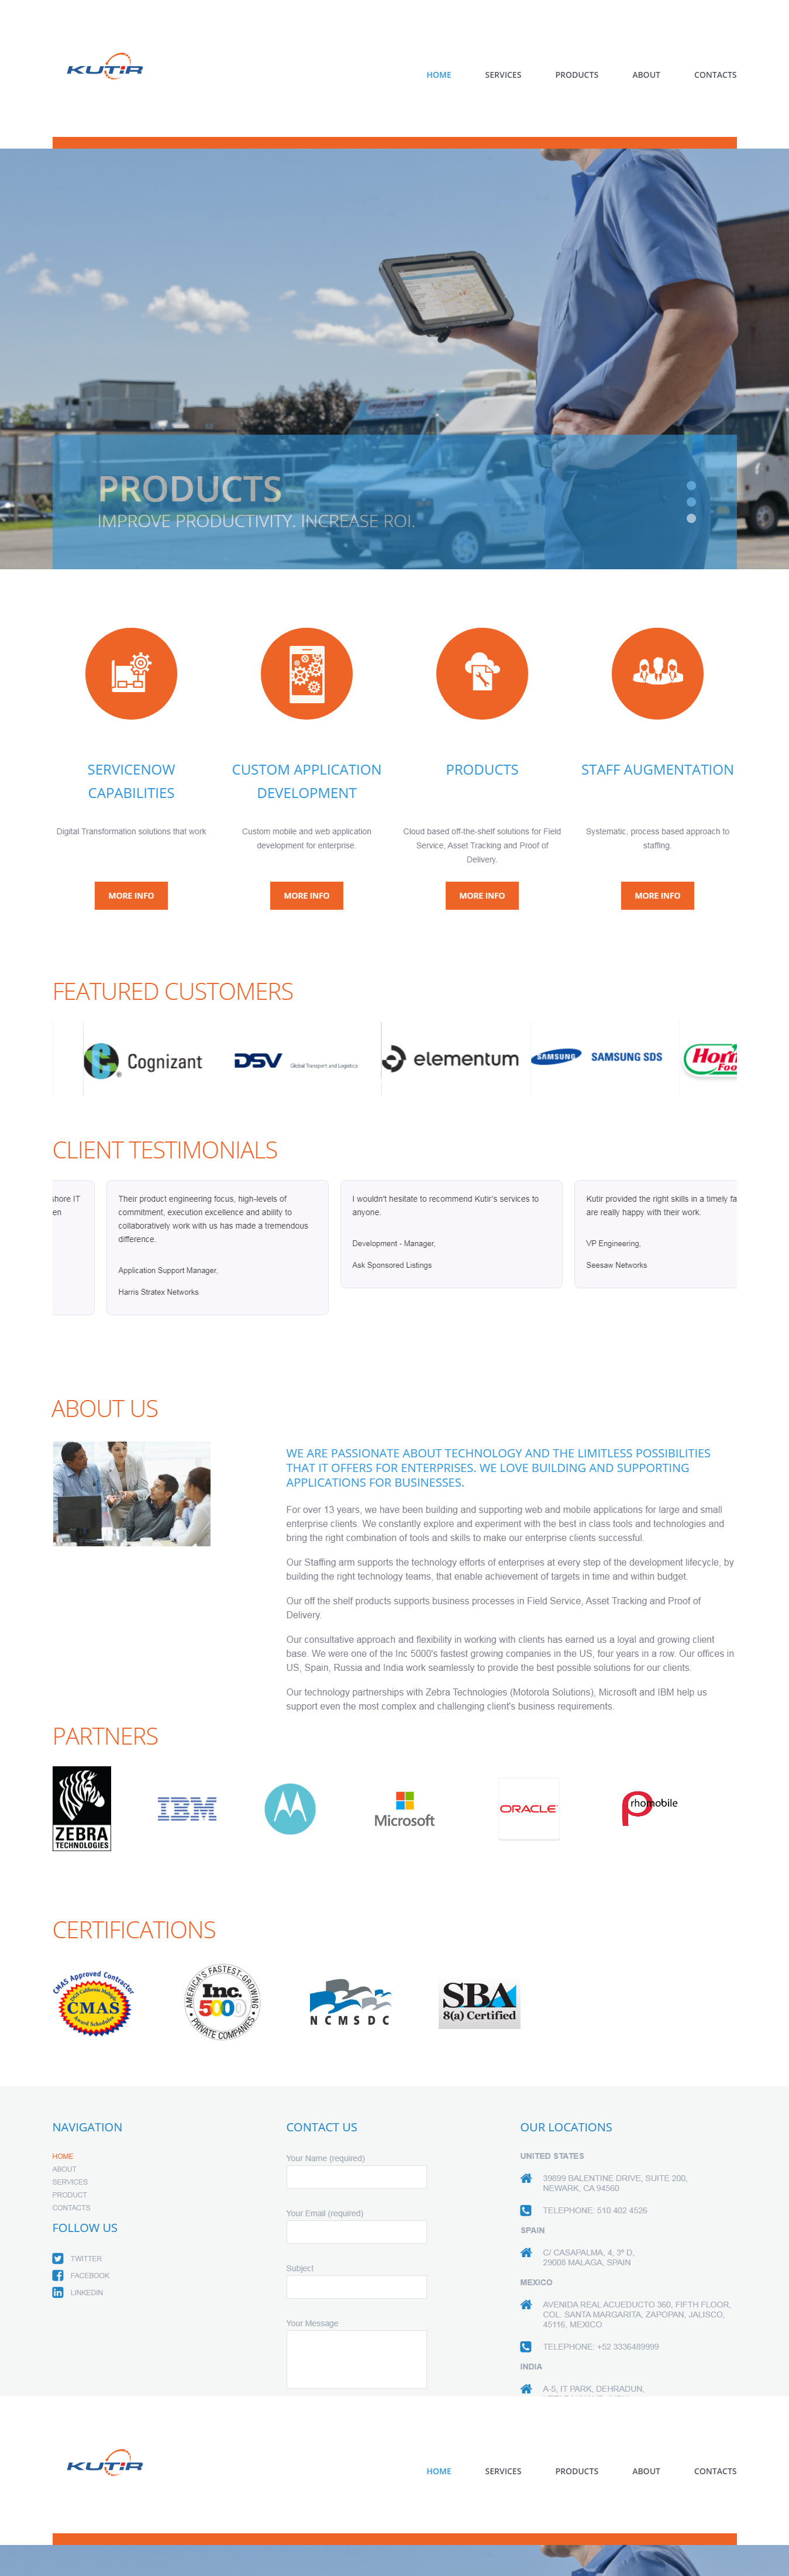 KUTIR
HOME
SERVICES
PRODUCTS
ABOUT
CONTACTS
PRODUCTS
IMPROVE PRODUCTIVITY. INCREASE ROI.
SERVICENOW
CAPABILITIES
Digital Transformation solutions that work
MORE INFO
CUSTOM APPLICATION
DEVELOPMENT
Custom mobile and web application
development for enterprise.
MORE INFO
PRODUCTS
Cloud based off-the-shelf solutions for Field
Service, Asset Tracking and Proof of
Delivery.
MORE INFO
STAFF AUGMENTATION
Systematic, process based approach to
staffing.
MORE INFO
FEATURED CUSTOMERS
Cognizant
DSV
Global Transport and Logistics
elementum
SAMSUNG
SAMSUNG SDS
Horm
Foo
CLIENT TESTIMONIALS
shore IT
en
Their product engineering focus, high-levels of
commitment, execution excellence and ability to
collaboratively work with us has made a tremendous
difference.
Application Support Manager,
Harris Stratex Networks
I wouldn't hesitate to recommend Kutir's services to
anyone.
Development - Manager,
Ask Sponsored Listings
Kutir provided the right skills in a timely fa
are really happy with their work.
VP Engineering,
Seesaw Networks
ABOUT US
WE ARE PASSIONATE ABOUT TECHNOLOGY AND THE LIMITLESS POSSIBILITIES
THAT IT OFFERS FOR ENTERPRISES. WE LOVE BUILDING AND SUPPORTING
APPLICATIONS FOR BUSINESSES.
For over 13 years, we have been building and supporting web and mobile applications for large and small
enterprise clients. We constantly explore and experiment with the best in class tools and technologies and
bring the right combination of tools and skills to make our enterprise clients successful.
Our Staffing arm supports the technology efforts of enterprises at every step of the development lifecycle, by
building the right technology teams, that enable achievement of targets in time and within budget.
Our off the shelf products supports business processes in Field Service, Asset Tracking and Proof of
Delivery.
Our consultative approach and flexibility in working with clients has earned us a loyal and growing client
base. We were one of the Inc 5000's fastest growing companies in the US, four years in a row. Our offices in
US, Spain, Russia and India work seamlessly to provide the best possible solutions for our clients.
Our technology partnerships with Zebra Technologies (Motorola Solutions), Microsoft and IBM help us
support even the most complex and challenging client's business requirements.
PARTNERS
ZEBRA
TECHNOLOGIES
IBM
Microsoft
ORACLE
rhomobile
CERTIFICATIONS
CMAS Approved Contractor
CMAS
Award Schedules
AMERICA'S FASTEST-GROWING
Inc.
5000
PRIVATE COMPANIES
NCMSDC
SBA
8(a) Certified
NAVIGATION
HOME
ABOUT
SERVICES
PRODUCT
CONTACTS
FOLLOW US
TWITTER
FACEBOOK
LINKEDIN
CONTACT US
Your Name (required)
Your Email (required)
Subject
Your Message
OUR LOCATIONS
UNITED STATES
39899 BALENTINE DRIVE, SUITE 200,
NEWARK, CA 94560
TELEPHONE: 510 402 4526
SPAIN
C/ CASAPALMA, 4, 3º D,
29008 MALAGA, SPAIN
MEXICO
AVENIDA REAL ACUEDUCTO 360, FIFTH FLOOR,
COL. SANTA MARGARITA, ZAPOPAN, JALISCO,
45116, MEXICO
TELEPHONE: +52 3336489999
INDIA
A-5, IT PARK, DEHRADUN,
KUTIR
HOME
SERVICES
PRODUCTS
ABOUT
CONTACTS